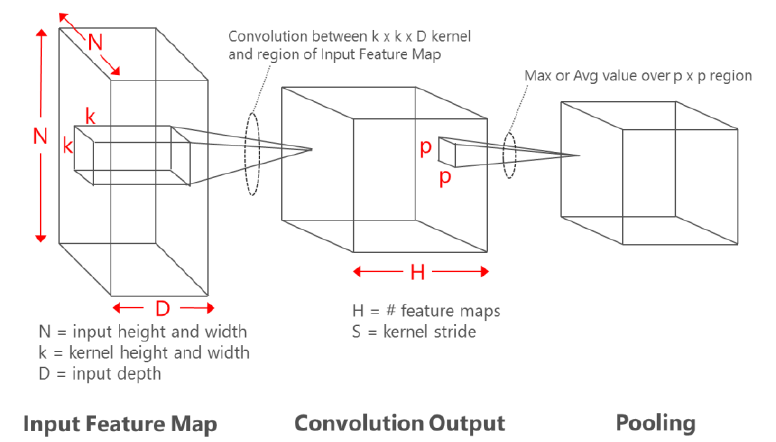 N
Convolution between k x k x D kernel
and region of Input Feature Map
Max or Avg value over p x p region
k
N
k
p
p
H
D
H = # feature maps
S = kernel stride
N = input height and width
k = kernel height and width
D = input depth
Input Feature Map
Convolution Output
Pooling